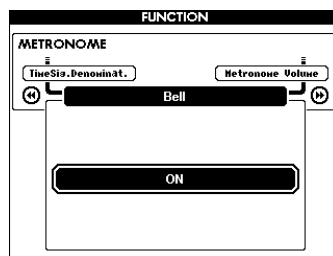 FUNCTION
METRONOME
TimeSig.Denominat.
Metronome Volume
Bell
ON